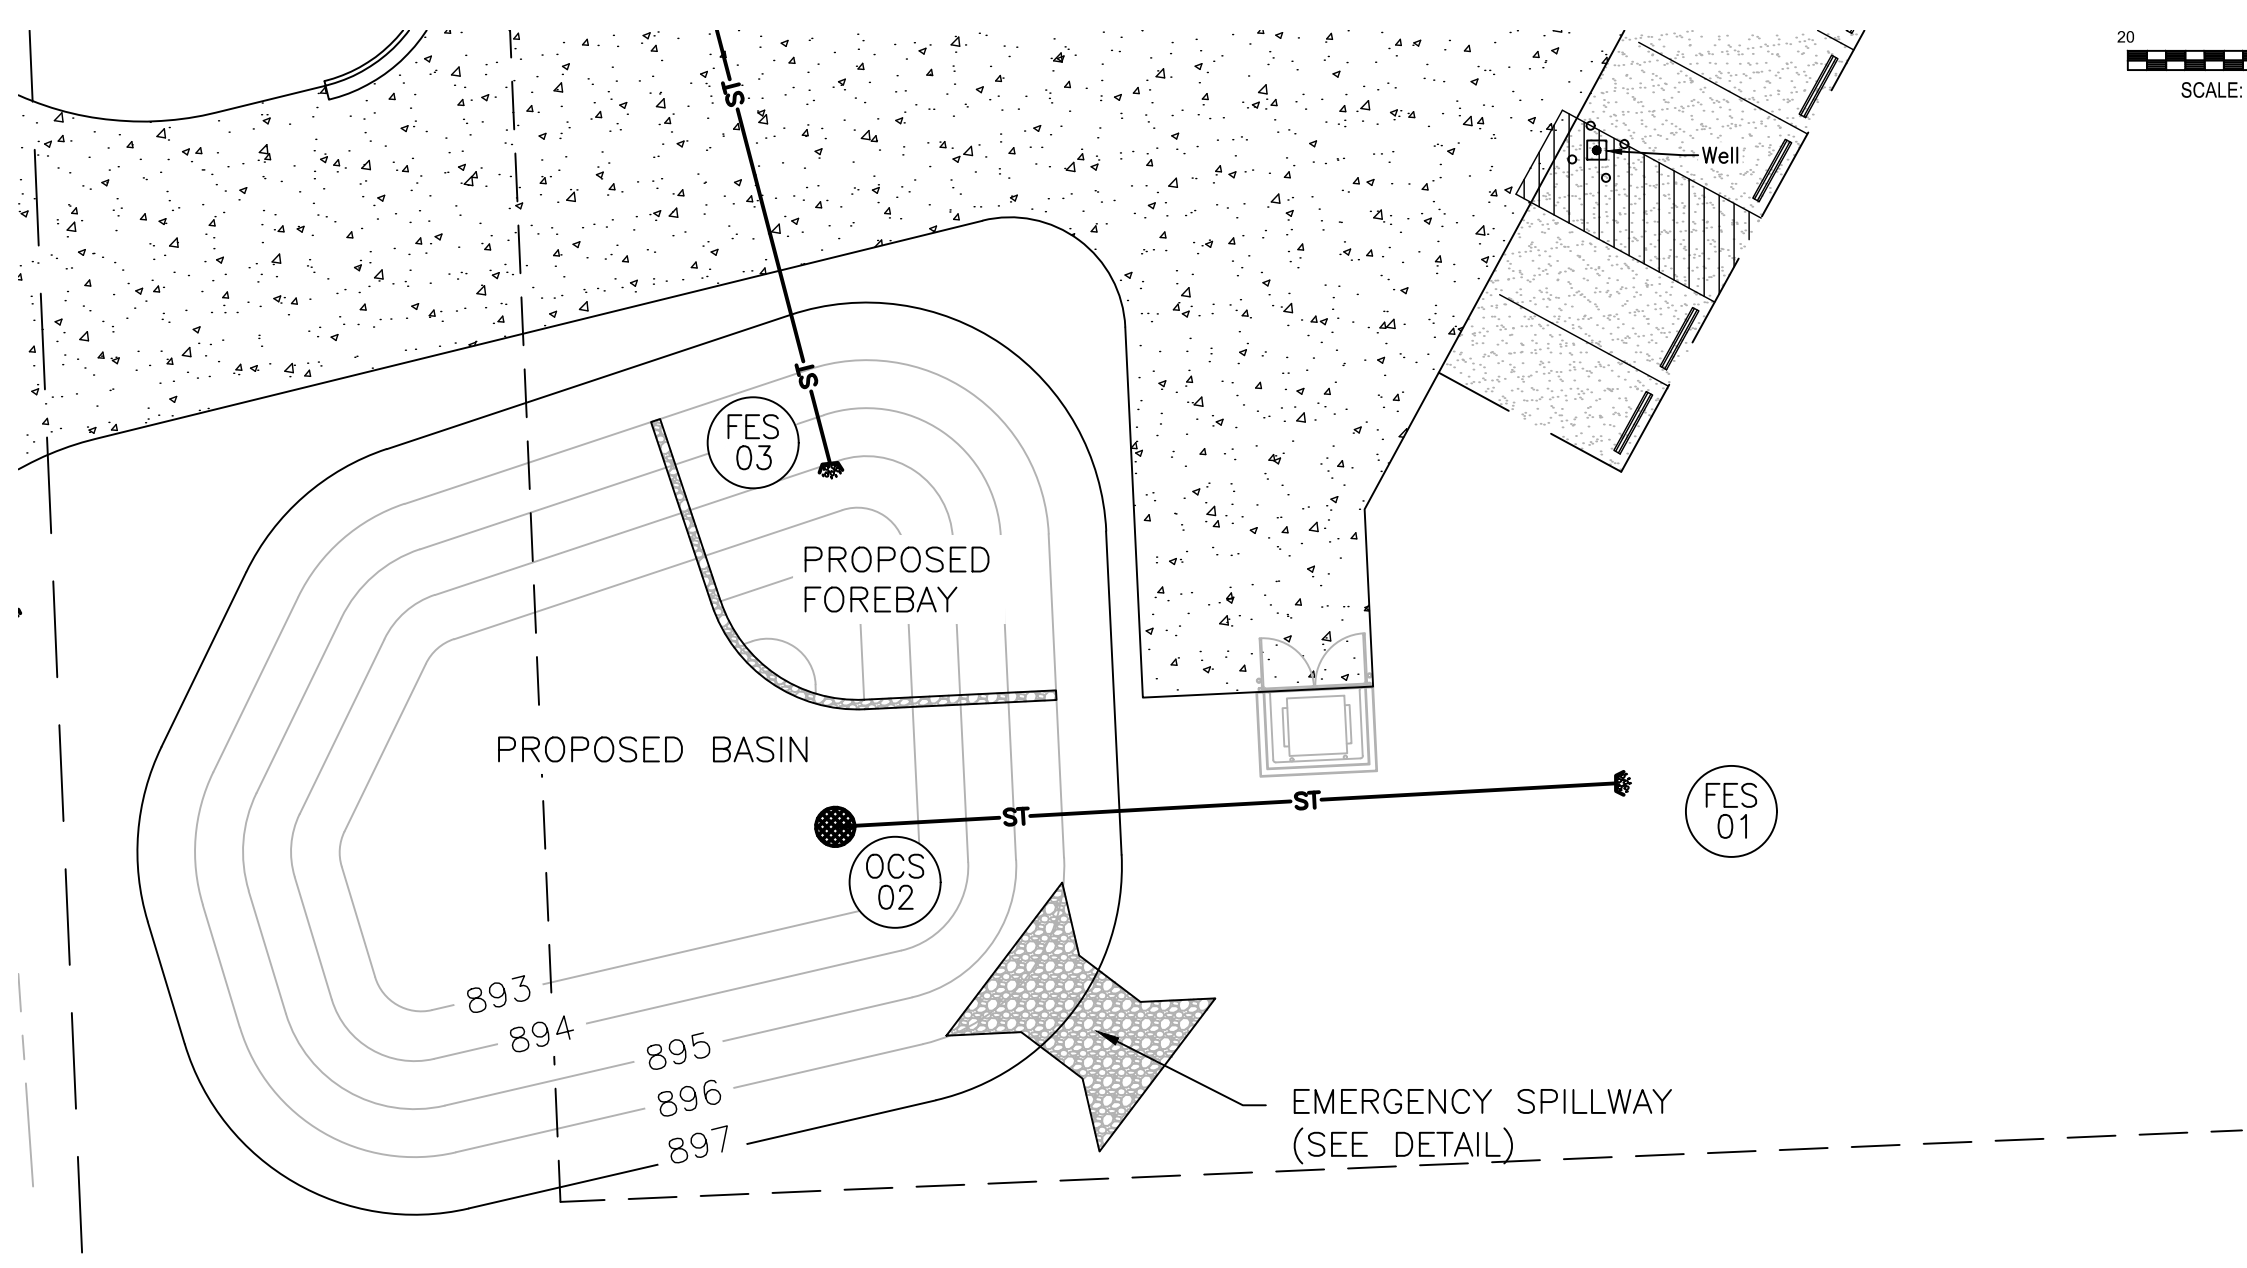 20
SCALE:
ST
Well
ST
FES
03
PROPOSED
FOREBAY
PROPOSED BASIN
ST
ST
FES
01
OCS
02
893
894
895
896
897
EMERGENCY SPILLWAY
(SEE DETAIL)